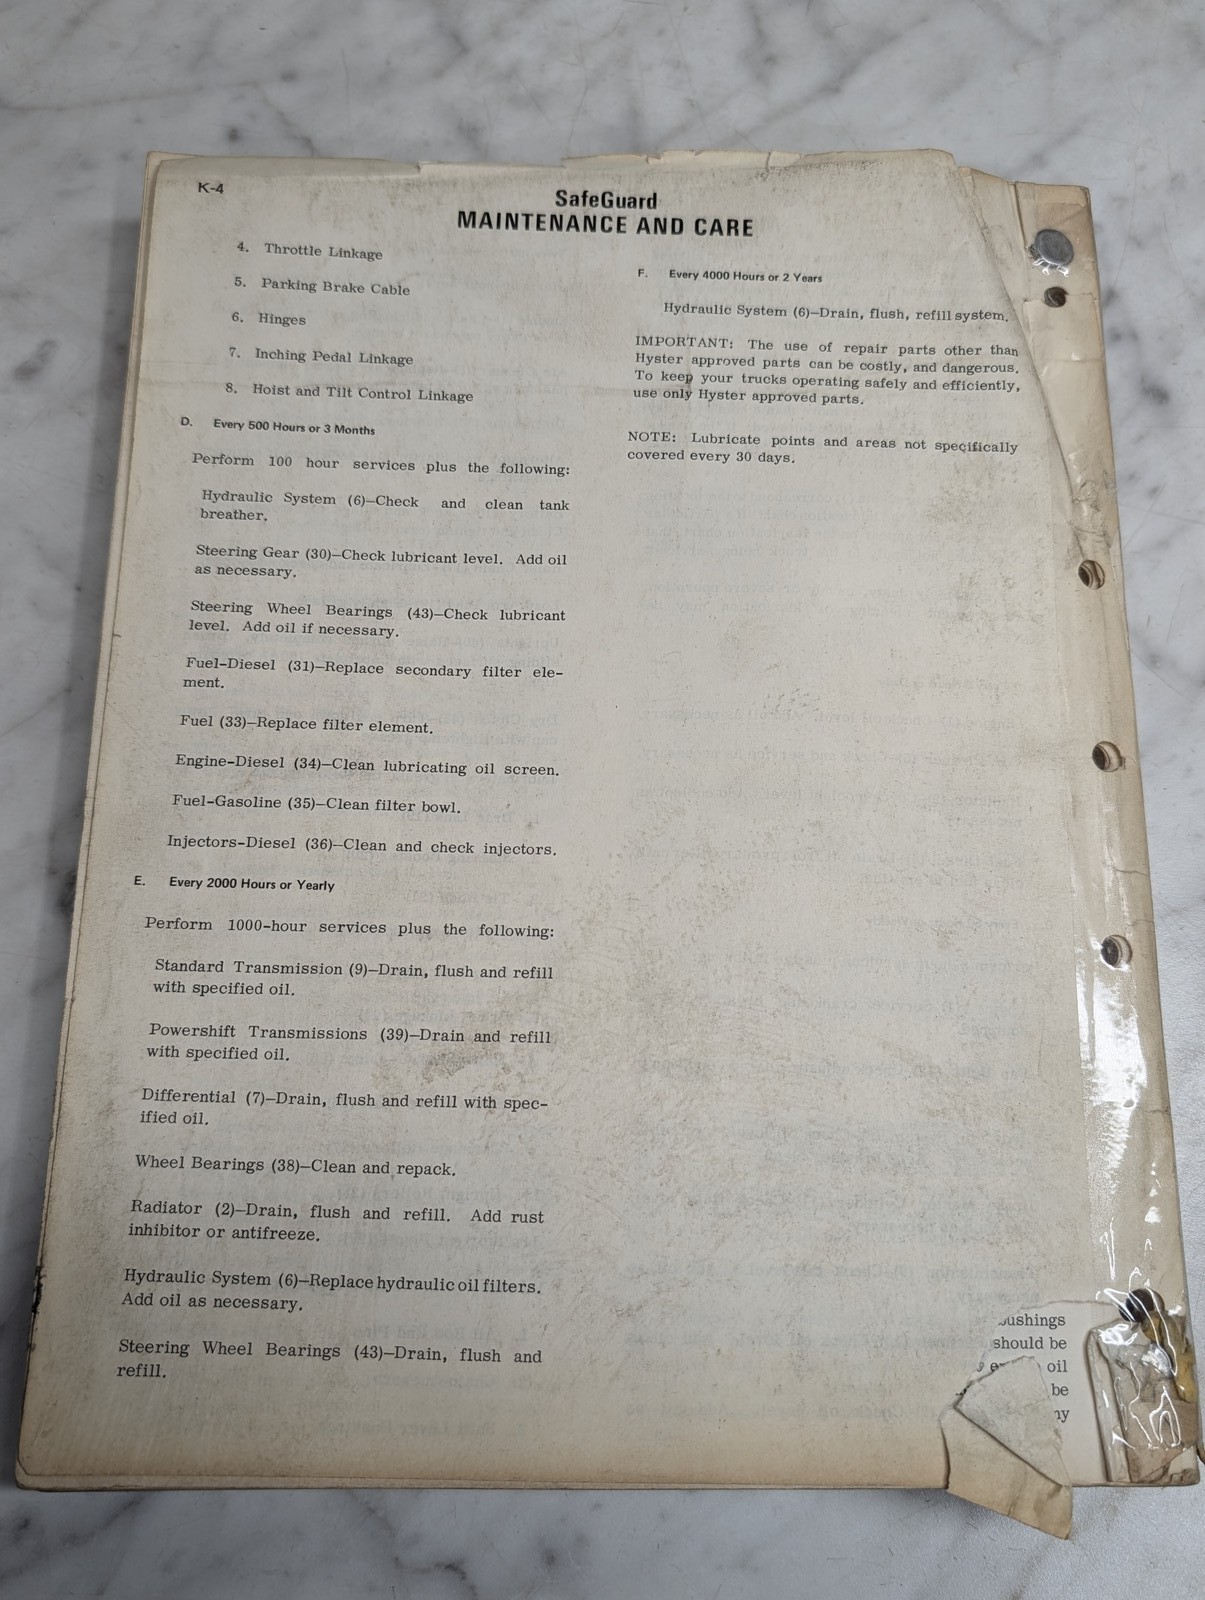 K-4
SafeGuard
MAINTENANCE AND CARE
4. Throttle Linkage
5. Parking Brake Cable
6. Hinges
7. Inching Pedal Linkage
8. Hoist and Tilt Control Linkage
D. Every 500 Hours or 3 Months
Perform 100 hour services plus the following:
Hydraulic System (6)—Check and clean tank
breather.
Steering Gear (30)—Check lubricant level. Add oil
as necessary.
Steering Wheel Bearings (43)—Check lubricant
level. Add oil if necessary.
Fuel-Diesel (31)—Replace secondary filter ele-
ment.
Fuel (33)—Replace filter element.
Engine-Diesel (34)—Clean lubricating oil screen.
Fuel-Gasoline (35)—Clean filter bowl.
Injectors-Diesel (36)—Clean and check injectors.
E. Every 2000 Hours or Yearly
Perform 1000-hour services plus the following:
Standard Transmission (9)—Drain, flush and refill
with specified oil.
Powershift Transmissions (39)—Drain and refill
with specified oil.
Differential (7)—Drain, flush and refill with spec-
ified oil.
Wheel Bearings (38)—Clean and repack.
Radiator (2)—Drain, flush and refill. Add rust
inhibitor or antifreeze.
Hydraulic System (6)—Replace hydraulic oil filters.
Add oil as necessary.
Steering Wheel Bearings (43)—Drain, flush and
refill.
F. Every 4000 Hours or 2 Years
Hydraulic System (6)—Drain, flush, refill system.
IMPORTANT: The use of repair parts other than
Hyster approved parts can be costly, and dangerous.
To keep your trucks operating safely and efficiently,
use only Hyster approved parts.
NOTE: Lubricate points and areas not specifically
covered every 30 days.
bushings
should be
oil
be